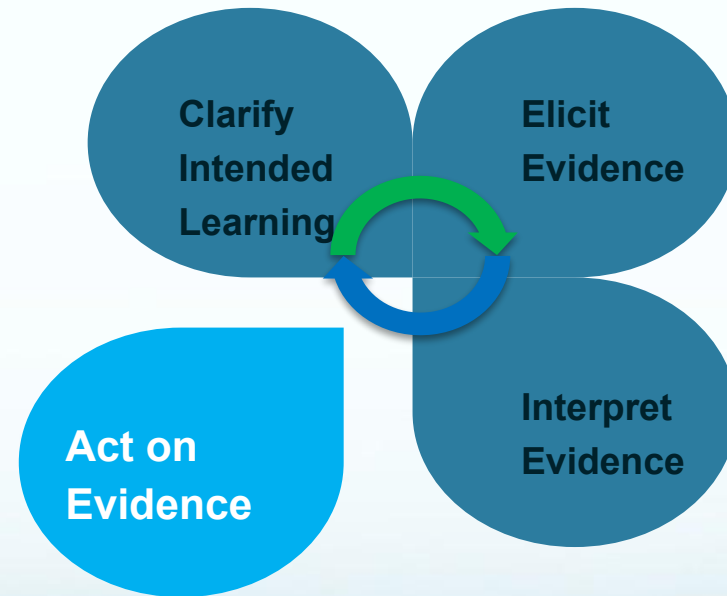 Clarify
Intended
Learning
Elicit
Evidence
Interpret
Evidence
Act on
Evidence